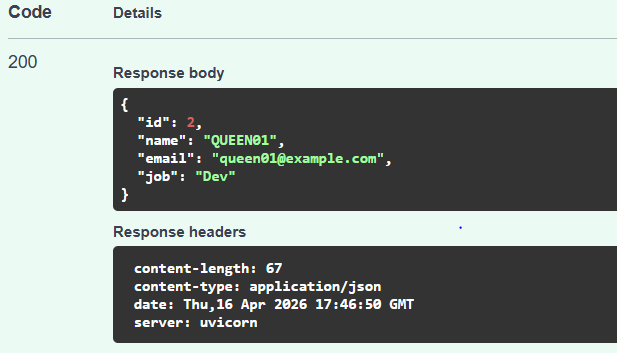 Code Details
200
Response body
{
  "id": 2,
  "name": "QUEEN01",
  "email": "queen01@example.com",
  "job": "Dev"
}
Response headers
content-length: 67
content-type: application/json
date: Thu,16 Apr 2026 17:46:50 GMT
server: uvicorn